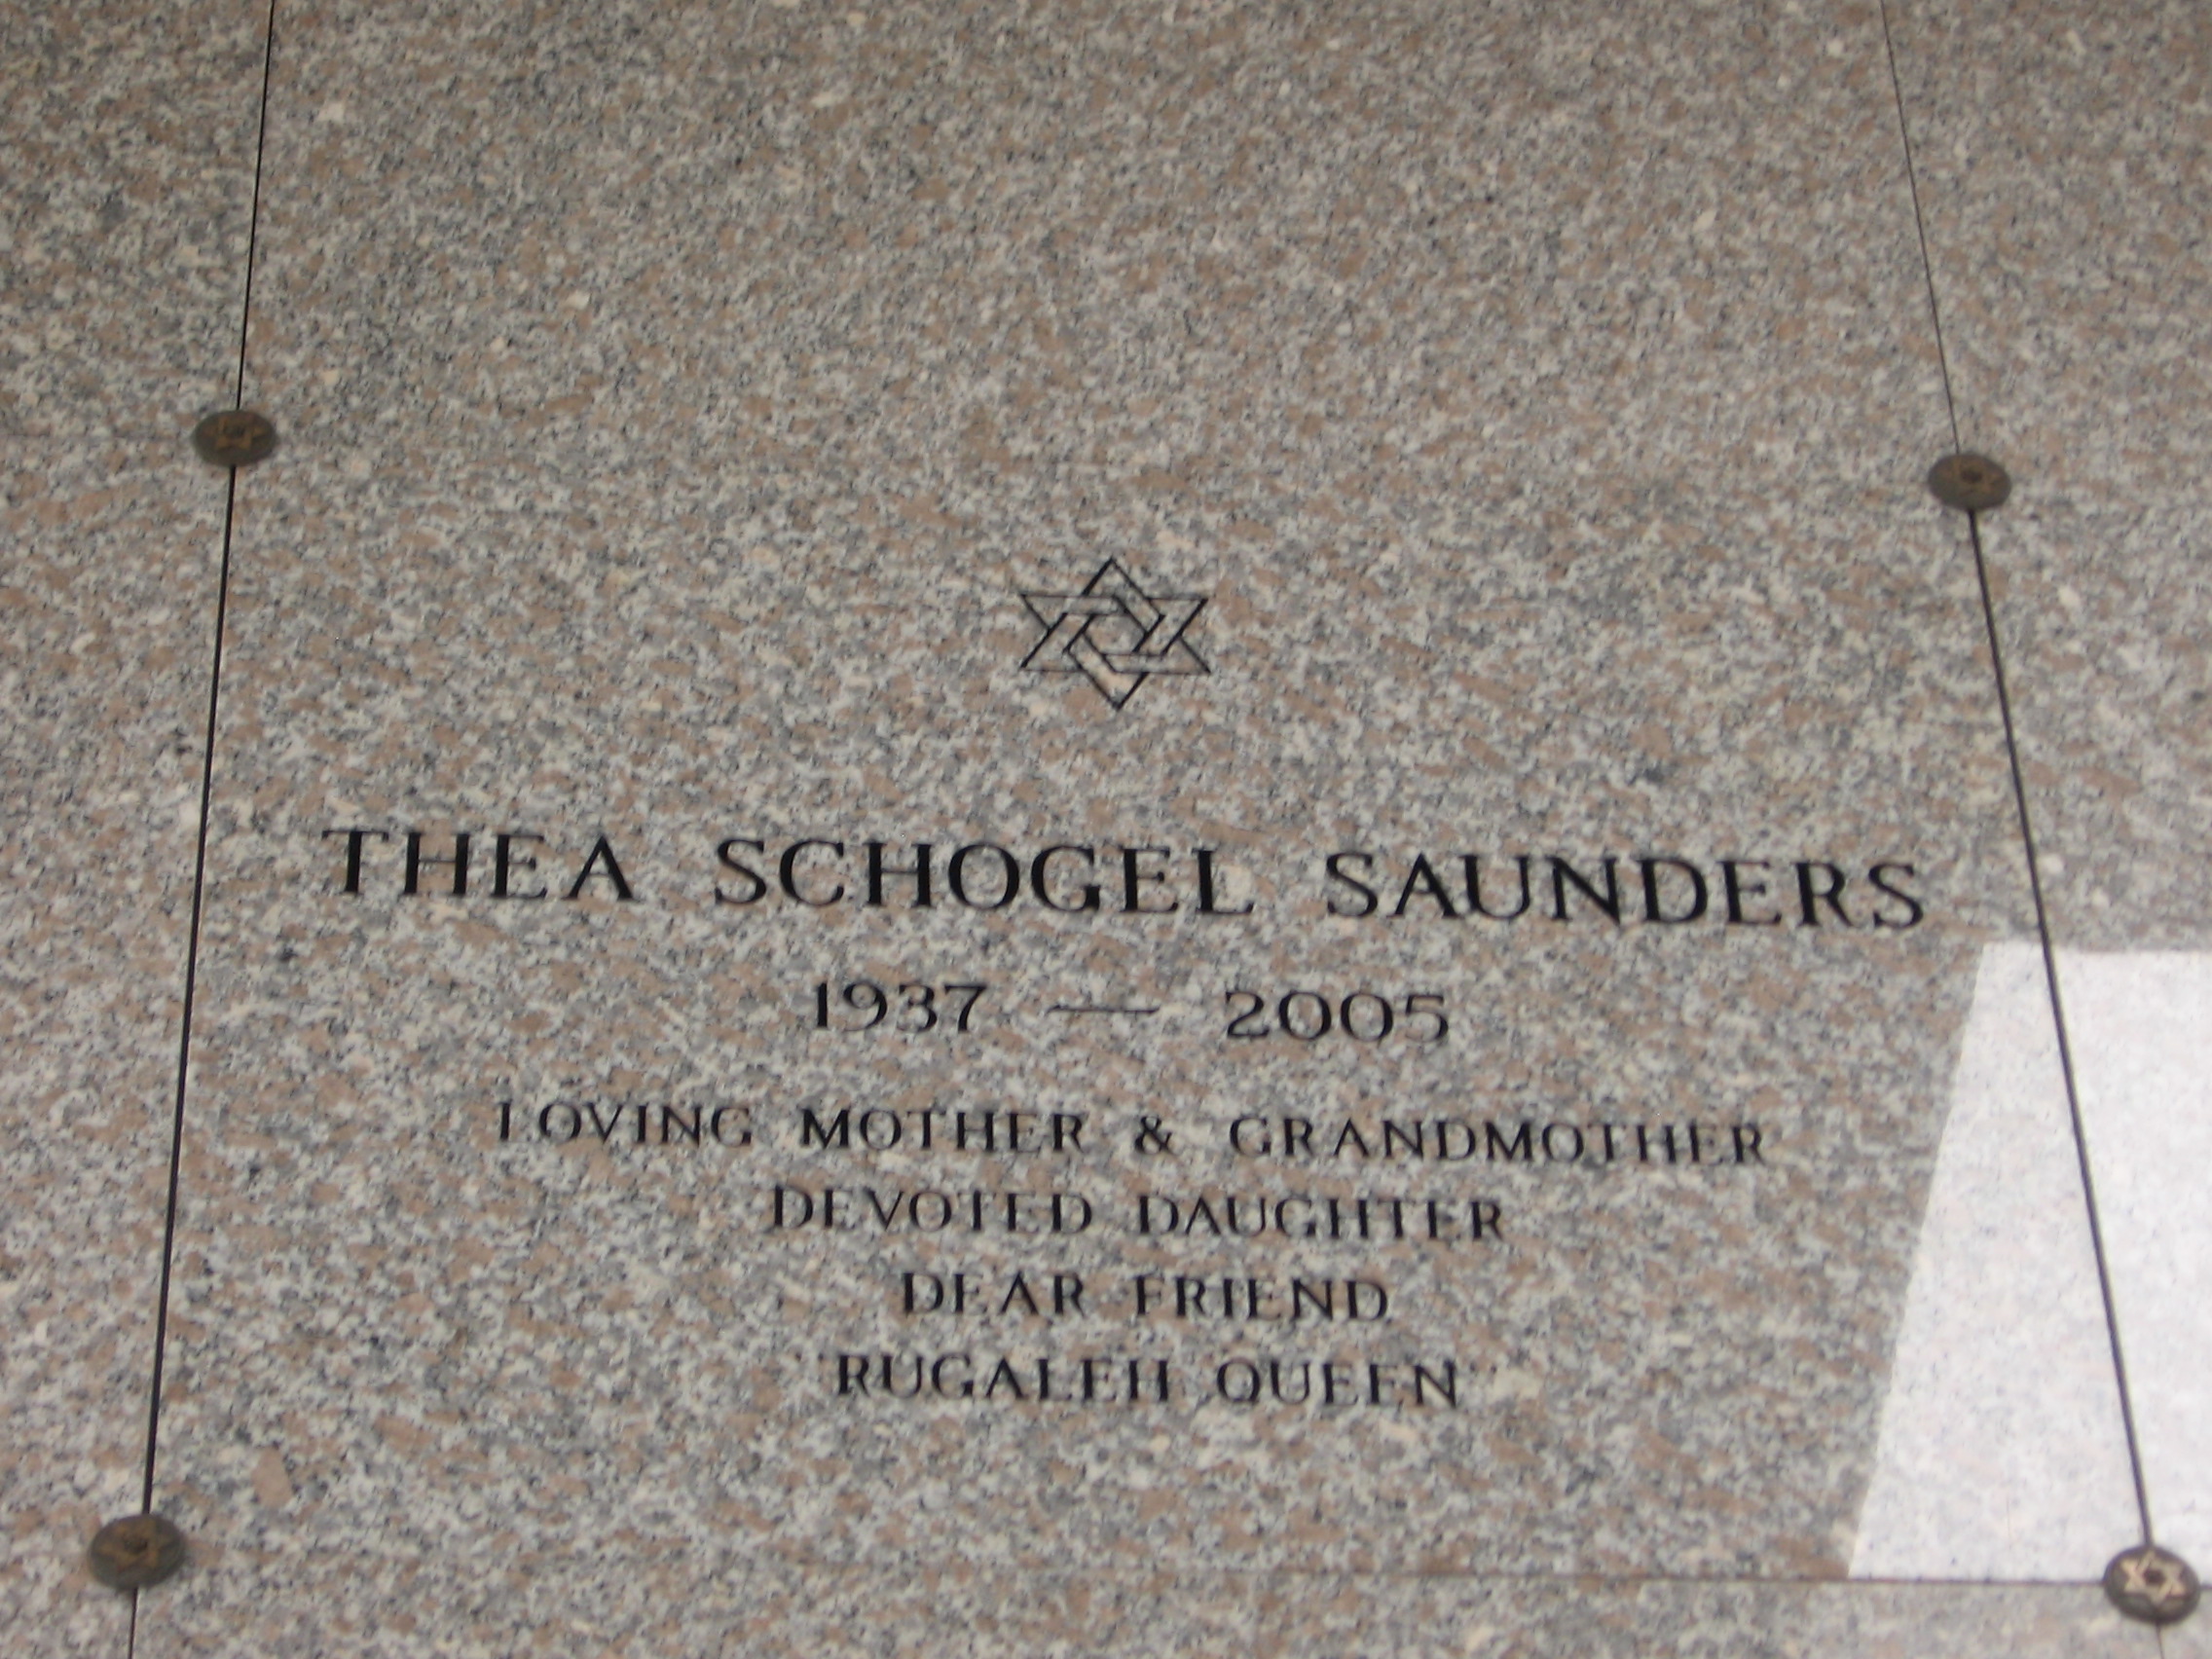 THEA SCHOGEL SAUNDERS
1937 — 2005
LOVING MOTHER & GRANDMOTHER
DEVOTED DAUGHTER
DEAR FRIEND
"RUGALEH QUEEN"